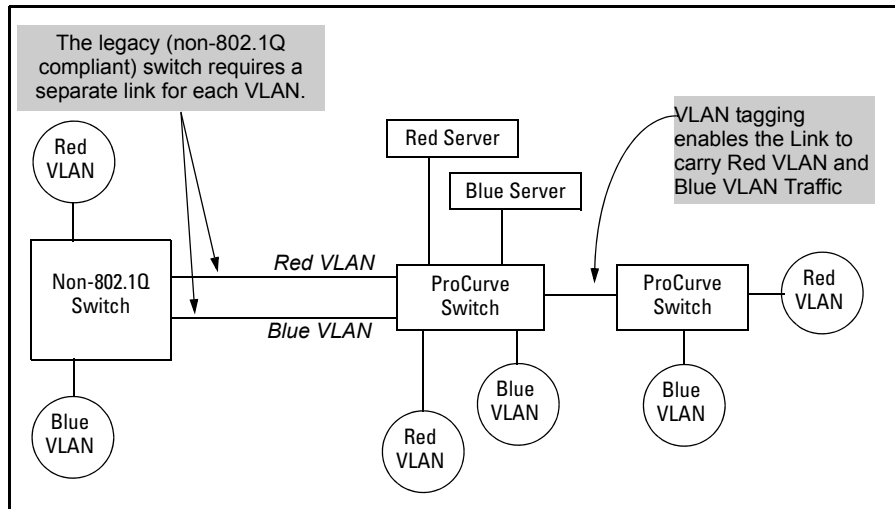 The legacy (non-802.1Q
compliant) switch requires a
separate link for each VLAN.
VLAN tagging
enables the Link to
carry Red VLAN and
Blue VLAN Traffic
Red
VLAN
Red Server
Blue Server
Non-802.1Q
Switch
Red VLAN
Blue VLAN
ProCurve
Switch
ProCurve
Switch
Red
VLAN
Blue
VLAN
Red
VLAN
Blue
VLAN
Blue
VLAN